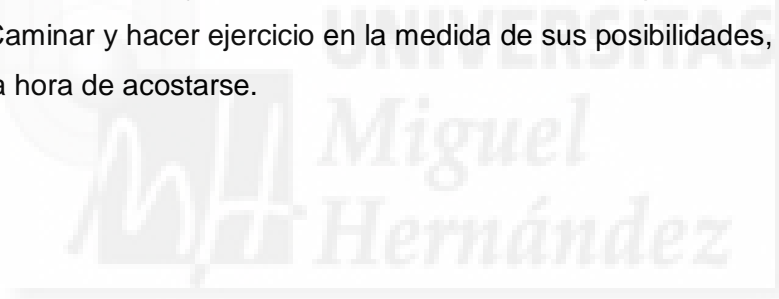 Caminar y hacer ejercicio en la medida de sus posibilidades,
a hora de acostarse.
UNIVERSITAS
Miguel
Hernández